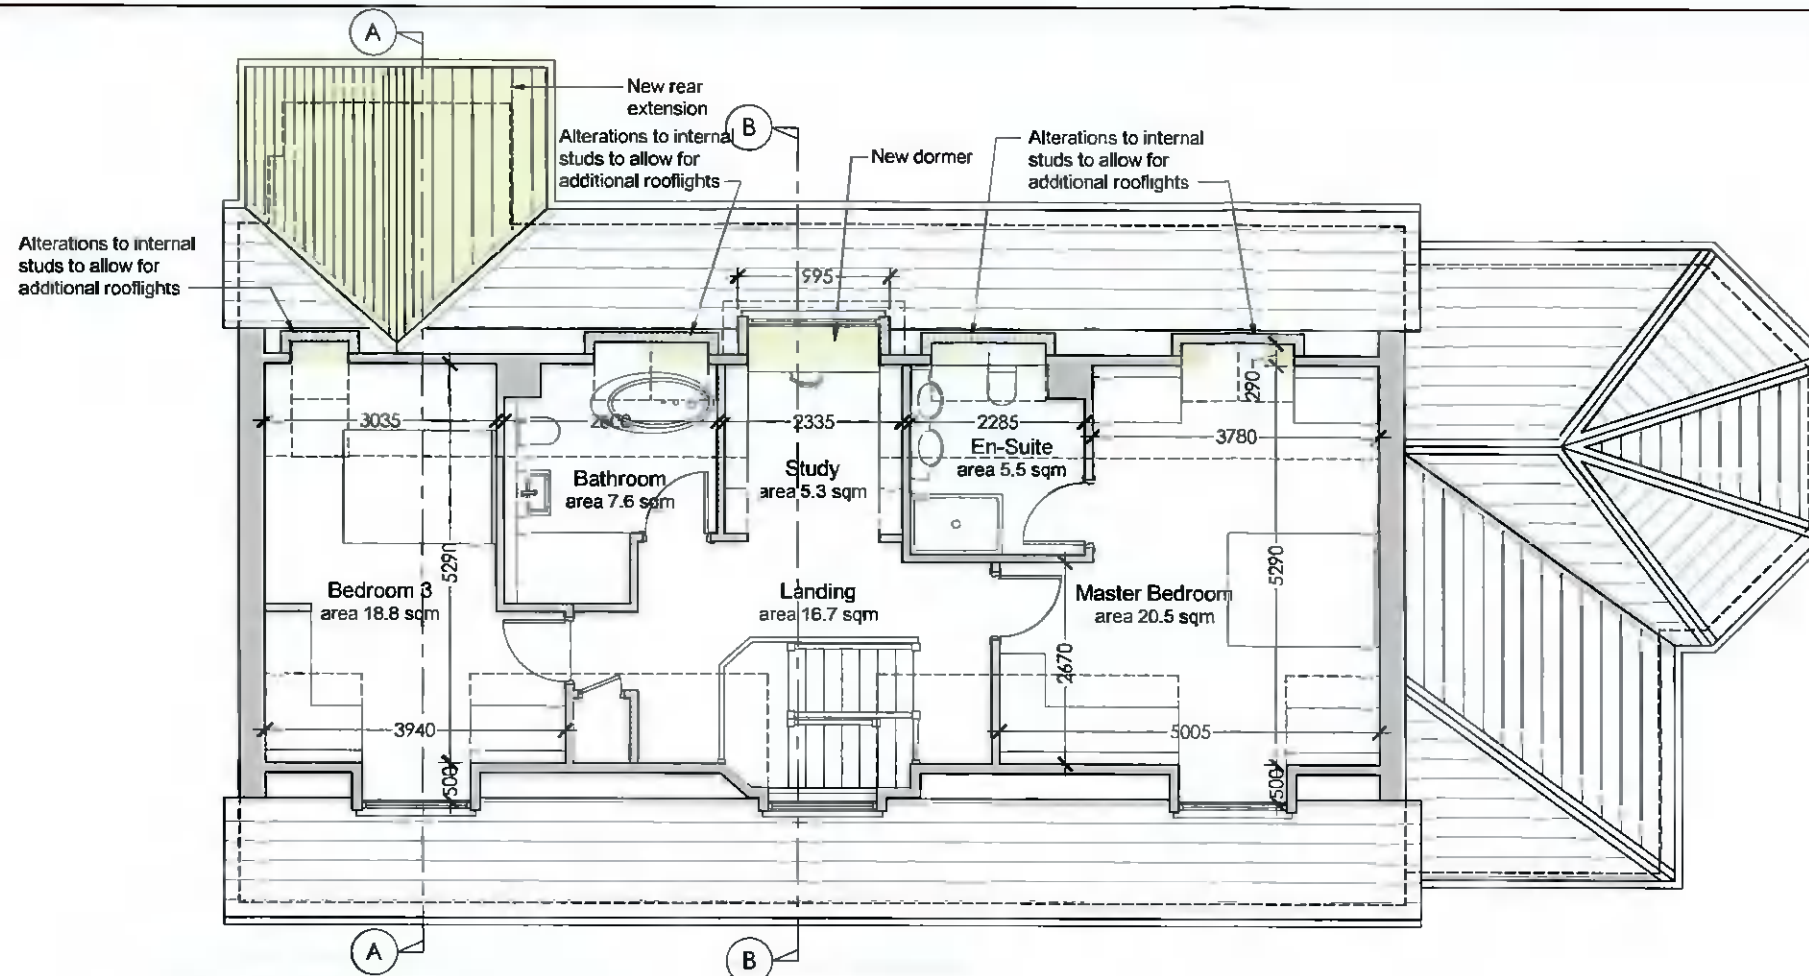 A
New rear
extension
B
Alterations to internal
studs to allow for
additional rooflights
New dormer
Alterations to internal
studs to allow for
additional rooflights
Alterations to internal
studs to allow for
additional rooflights
995
290
3035
2335
2285
3780
En-Suite
area 5.5 sqm
Study
area 5.3 sqm
Bathroom
area 7.6 sqm
5290
5290
Bedroom 3
area 18.8 sqm
Landing
area 16.7 sqm
Master Bedroom
area 20.5 sqm
2670
3940
5005
500
500
A
B